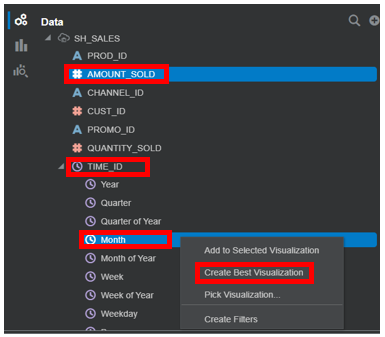 Data
SH_SALES
PROD_ID
AMOUNT_SOLD
CHANNEL_ID
CUST_ID
PROMO_ID
QUANTITY_SOLD
TIME_ID
Year
Quarter
Quarter of Year
Month
Month of Year
Week
Week of Year
Weekday
Add to Selected Visualization
Create Best Visualization
Pick Visualization...
Create Filters